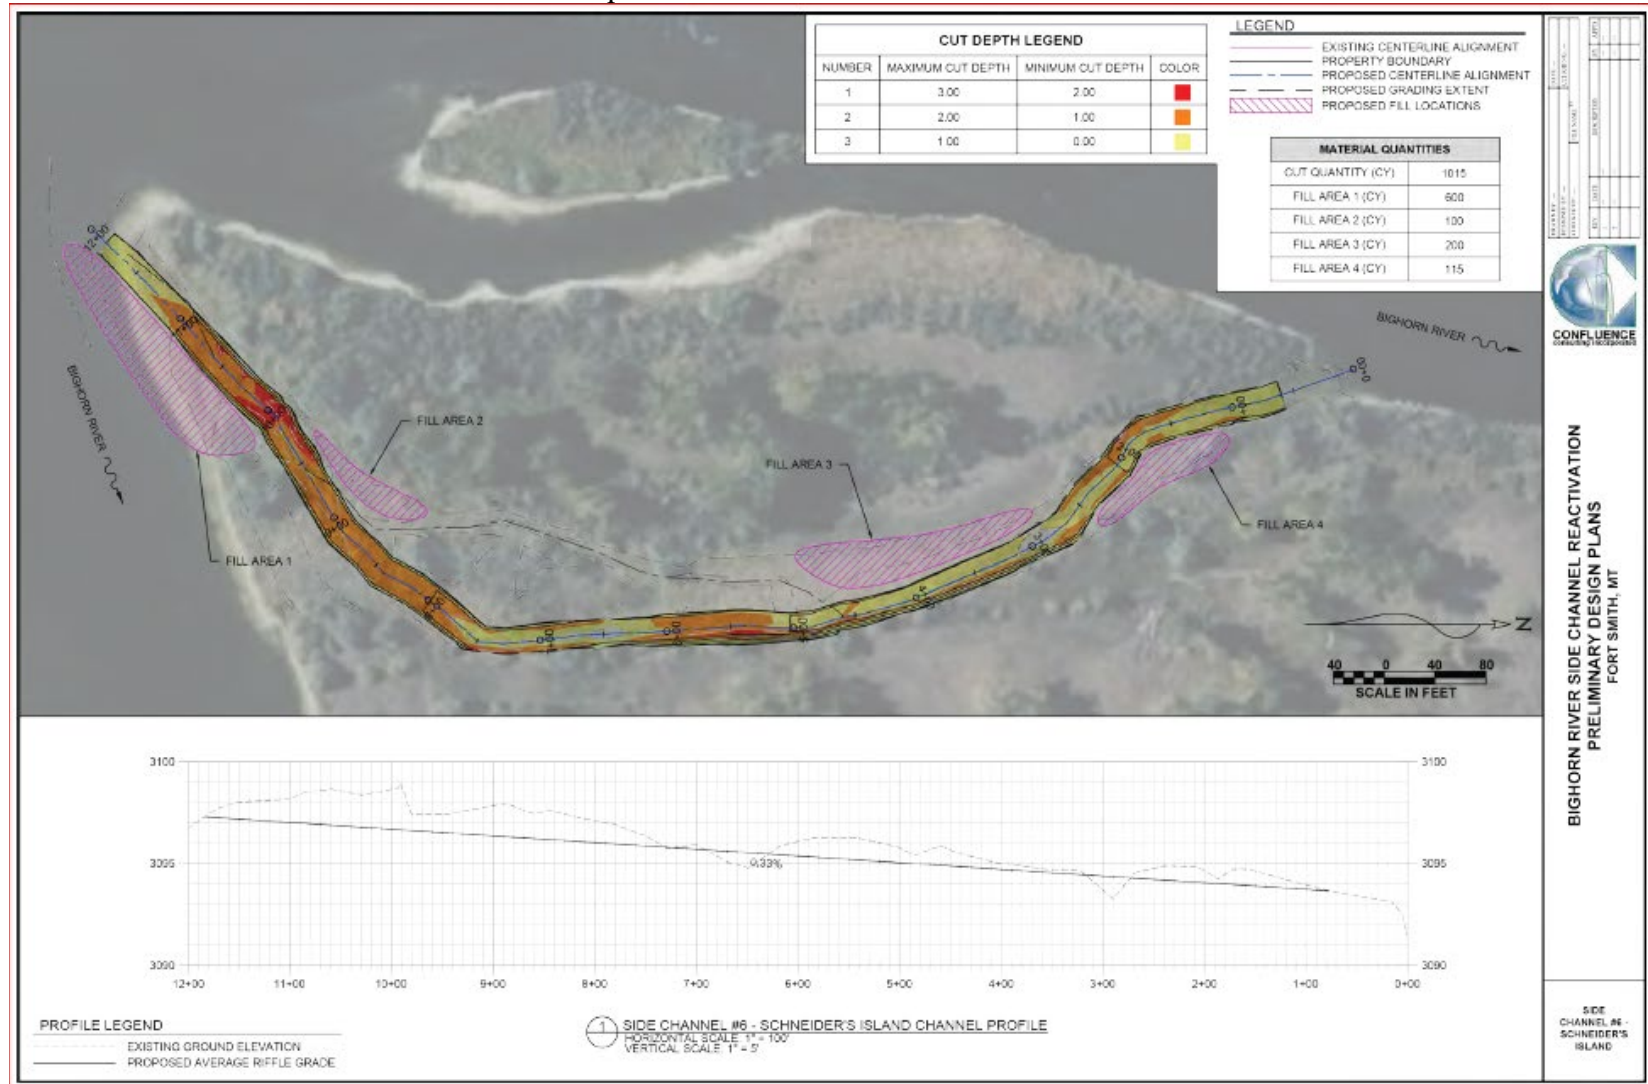 CUT DEPTH LEGEND
NUMBER MAXIMUM CUT DEPTH MINIMUM CUT DEPTH COLOR
1 3.00 2.00
2 2.00 1.00
3 1.00 0.00
LEGEND
EXISTING CENTERLINE ALIGNMENT
PROPERTY BOUNDARY
PROPOSED CENTERLINE ALIGNMENT
PROPOSED GRADING EXTENT
PROPOSED FILL LOCATIONS
MATERIAL QUANTITIES
CUT QUANTITY (CY) 1015
FILL AREA 1 (CY) 600
FILL AREA 2 (CY) 100
FILL AREA 3 (CY) 200
FILL AREA 4 (CY) 115
BIGHORN RIVER
BIGHORN RIVER
FILL AREA 1
FILL AREA 2
FILL AREA 3
FILL AREA 4
12+00
0+00
N
40 0 40 80
SCALE IN FEET
3100 3100
3095 3095
0.33%
3090 3090
12+00 11+00 10+00 9+00 8+00 7+00 6+00 5+00 4+00 3+00 2+00 1+00 0+00
PROFILE LEGEND
EXISTING GROUND ELEVATION
PROPOSED AVERAGE RIFFLE GRADE
1 SIDE CHANNEL #6 - SCHNEIDER'S ISLAND CHANNEL PROFILE
HORIZONTAL SCALE: 1" = 100'
VERTICAL SCALE: 1" = 5'
CONFLUENCE
consulting incorporated
BIGHORN RIVER SIDE CHANNEL REACTIVATION
PRELIMINARY DESIGN PLANS
FORT SMITH, MT
SIDE
CHANNEL #6 -
SCHNEIDER'S
ISLAND